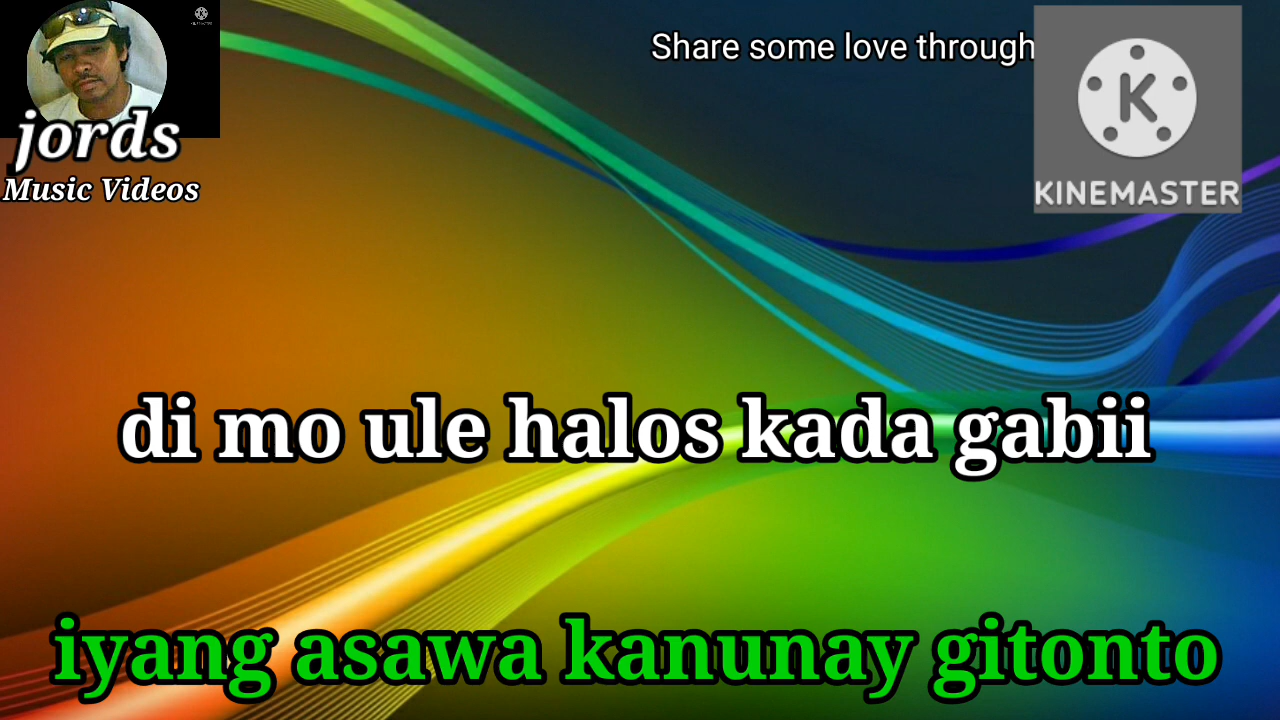 Share some love through
KINEMASTER
jords
Music Videos
di mo ule halos kada gabii
iyang asawa kanunay gitonto